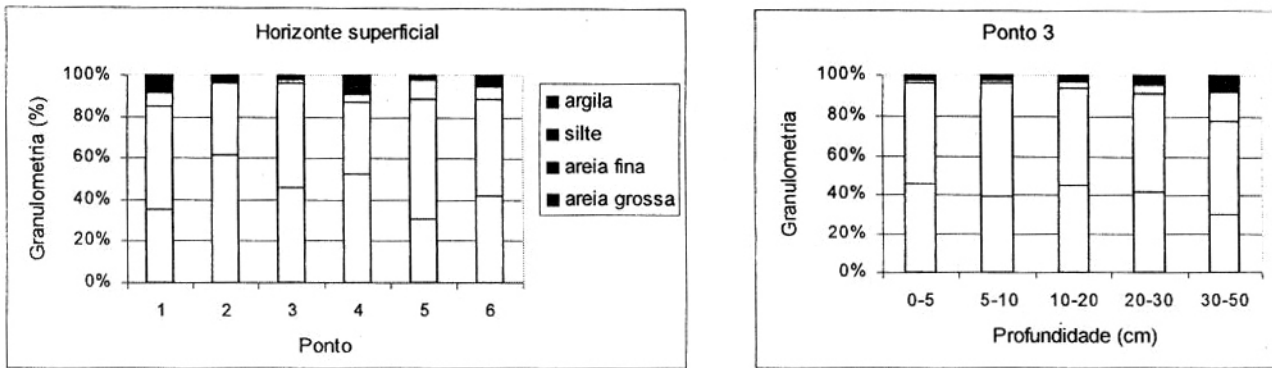 Horizonte superficial
Granulometria (%)
100%
80%
60%
40%
20%
0%
1 2 3 4 5 6
Ponto
argila
silte
areia fina
areia grossa
Ponto 3
Granulometria
100%
80%
60%
40%
20%
0%
0-5 5-10 10-20 20-30 30-50
Profundidade (cm)